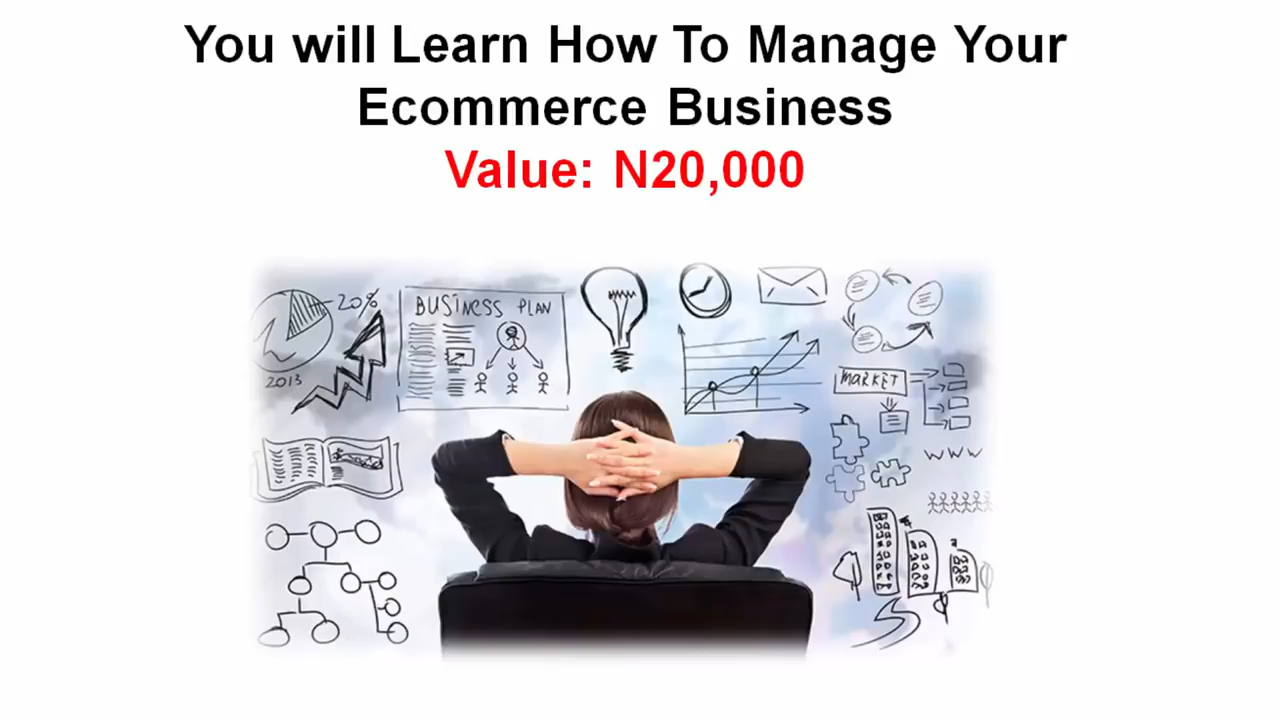 You will Learn How To Manage Your
Ecommerce Business
Value: N20,000
20%
BUSINESS PLAN
2013
MARKET
WWW